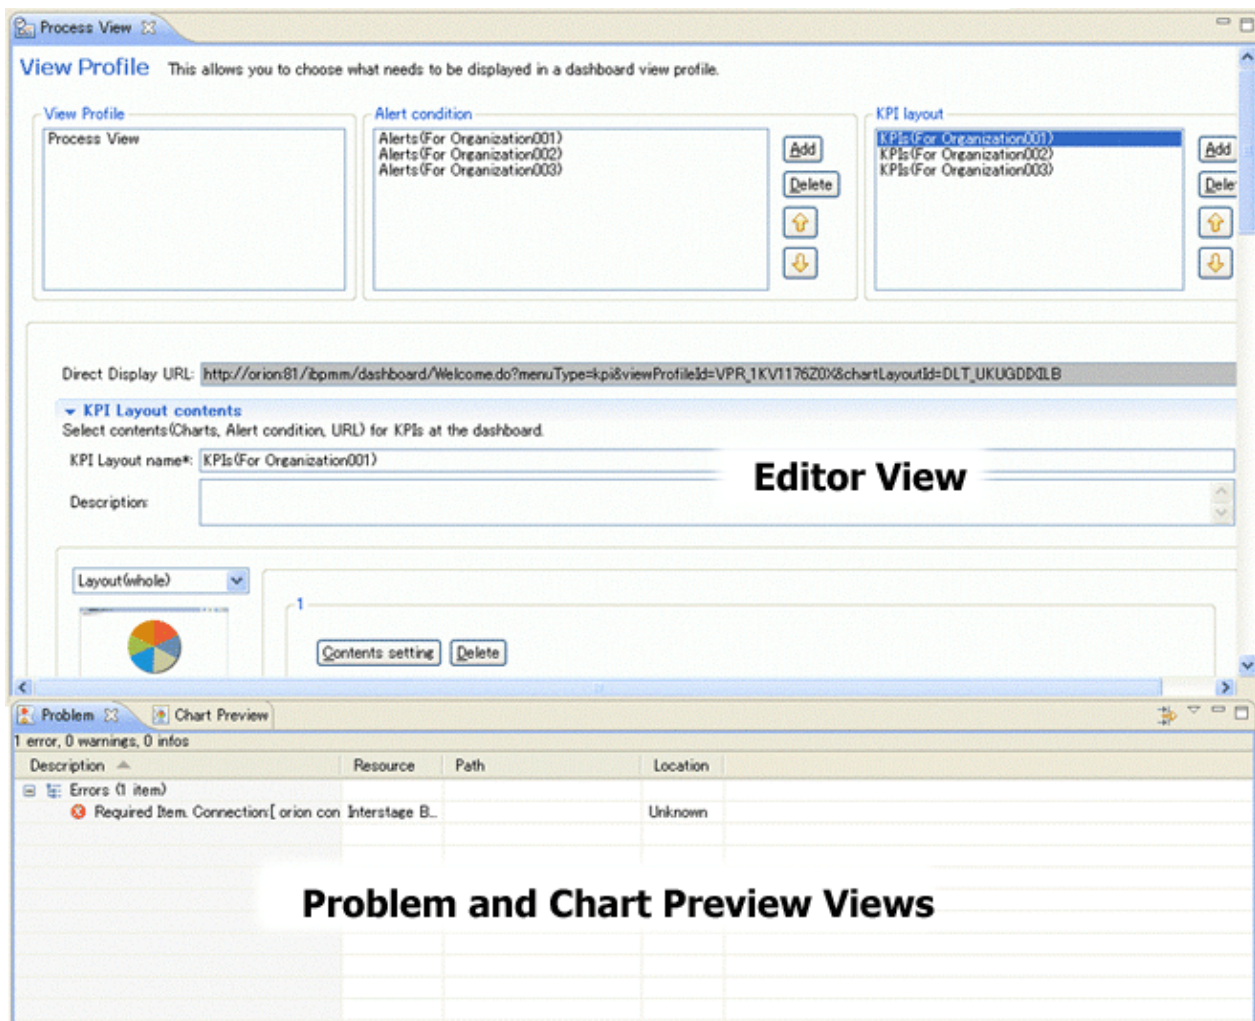 Process View
View Profile This allows you to choose what needs to be displayed in a dashboard view profile.
View Profile
Process View
Alert condition
Alerts(For Organization001)
Alerts(For Organization002)
Alerts(For Organization003)
Add
Delete
KPI layout
KPIs(For Organization001)
KPIs(For Organization002)
KPIs(For Organization003)
Add
Dele
Direct Display URL: http://orion:81/ibpmm/dashboard/Welcome.do?menuType=kpi&viewProfileId=VPR_1KV1176Z0X&chartLayoutId=DLT_UKUGDDXILB
KPI Layout contents
Select contents(Charts, Alert condition, URL) for KPIs at the dashboard.
KPI Layout name*: KPIs(For Organization001)
Editor View
Description:
Layout(whole)
1
Contents setting Delete
Problem Chart Preview
1 error, 0 warnings, 0 infos
Description Resource Path Location
Errors (1 item)
Required Item. Connection:[ orion con Interstage B... Unknown
Problem and Chart Preview Views